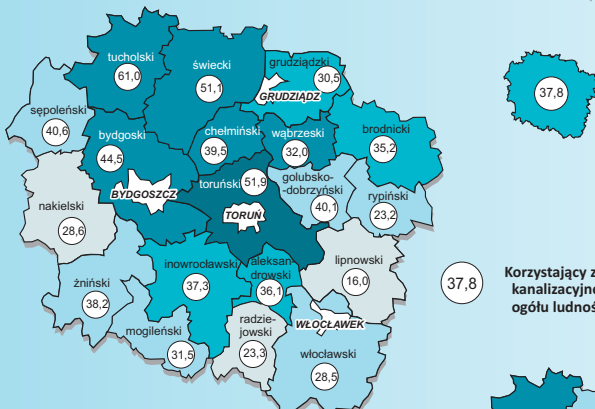 tucholski
61,0
świecki
51,1
grudziądzki
30,5
GRUDZIĄDZ
37,8
sępoleński
40,6
bydgoski
44,5
chełmiński
39,5
wąbrzeski
32,0
brodnicki
35,2
BYDGOSZCZ
toruński
51,9
TORUŃ
golubsko-
-dobrzyński
40,1
rypiński
23,2
nakielski
28,6
inowrocławski
37,3
aleksan-
drowski
36,1
lipnowski
16,0
żniński
38,2
mogileński
31,5
radzie-
jowski
23,3
WŁOCŁAWEK
włocławski
28,5
37,8
Korzystający z
kanalizacyjne
ogółu ludnoś